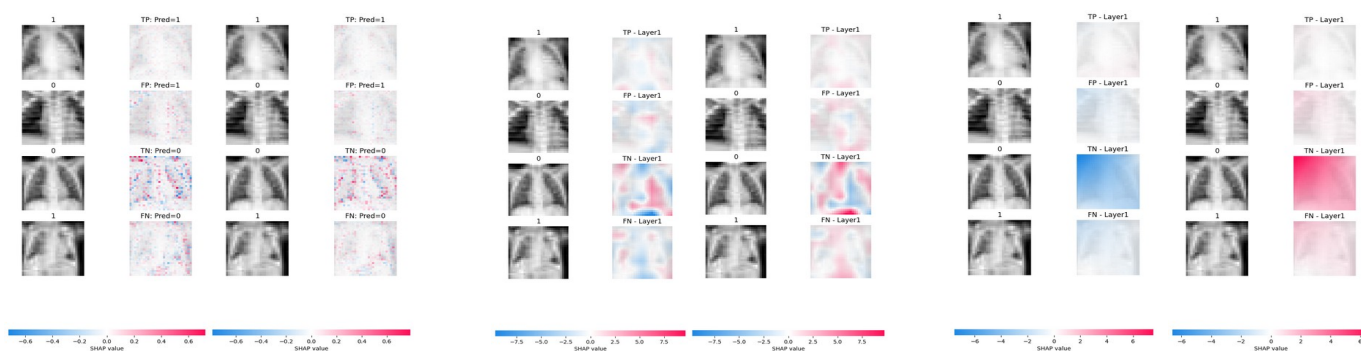 1 TP: Pred=1 1 TP: Pred=1
0 FP: Pred=1 0 FP: Pred=1
0 TN: Pred=0 0 TN: Pred=0
1 FN: Pred=0 1 FN: Pred=0
−0.6 −0.4 −0.2 0.0 0.2 0.4 0.6 −0.6 −0.4 −0.2 0.0 0.2 0.4 0.6
SHAP value SHAP value
1 TP - Layer1 1 TP - Layer1
0 FP - Layer1 0 FP - Layer1
0 TN - Layer1 0 TN - Layer1
1 FN - Layer1 1 FN - Layer1
−7.5 −5.0 −2.5 0.0 2.5 5.0 7.5 −7.5 −5.0 −2.5 0.0 2.5 5.0 7.5
SHAP value SHAP value
1 TP - Layer1 1 TP - Layer1
0 FP - Layer1 0 FP - Layer1
0 TN - Layer1 0 TN - Layer1
1 FN - Layer1 1 FN - Layer1
−6 −4 −2 0 2 4 6 −6 −4 −2 0 2 4 6
SHAP value SHAP value